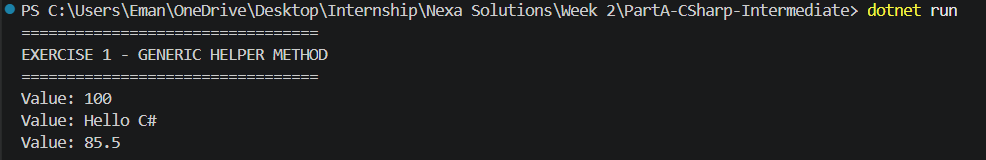 PS C:\Users\Eman\OneDrive\Desktop\Internship\Nexa Solutions\Week 2\PartA-CSharp-Intermediate> dotnet run
=================================
EXERCISE 1 - GENERIC HELPER METHOD
=================================
Value: 100
Value: Hello C#
Value: 85.5